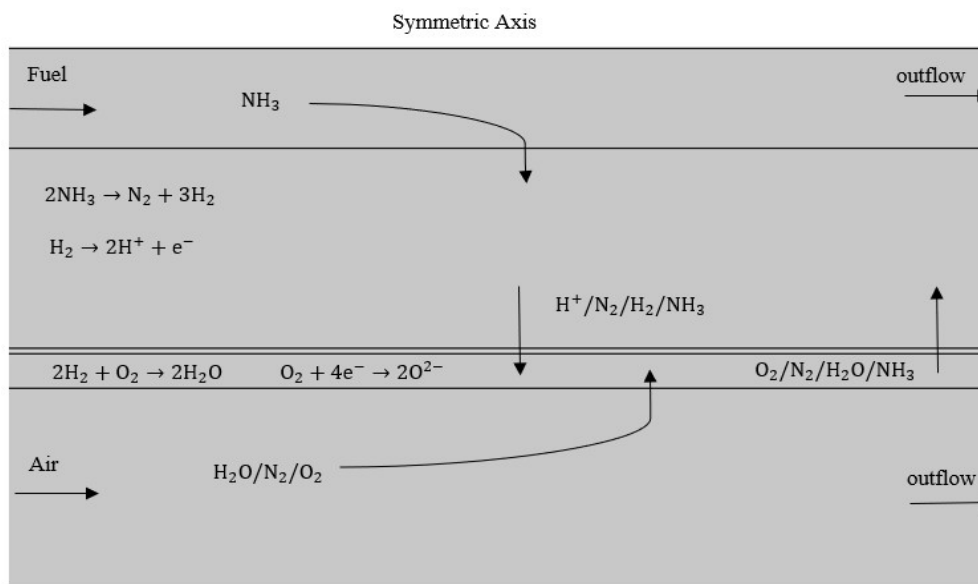 Symmetric Axis
Fuel
outflow
NH₃
2NH₃ → N₂ + 3H₂
H₂ → 2H⁺ + e⁻
H⁺/N₂/H₂/NH₃
2H₂ + O₂ → 2H₂O
O₂ + 4e⁻ → 2O²⁻
O₂/N₂/H₂O/NH₃
Air
H₂O/N₂/O₂
outflow